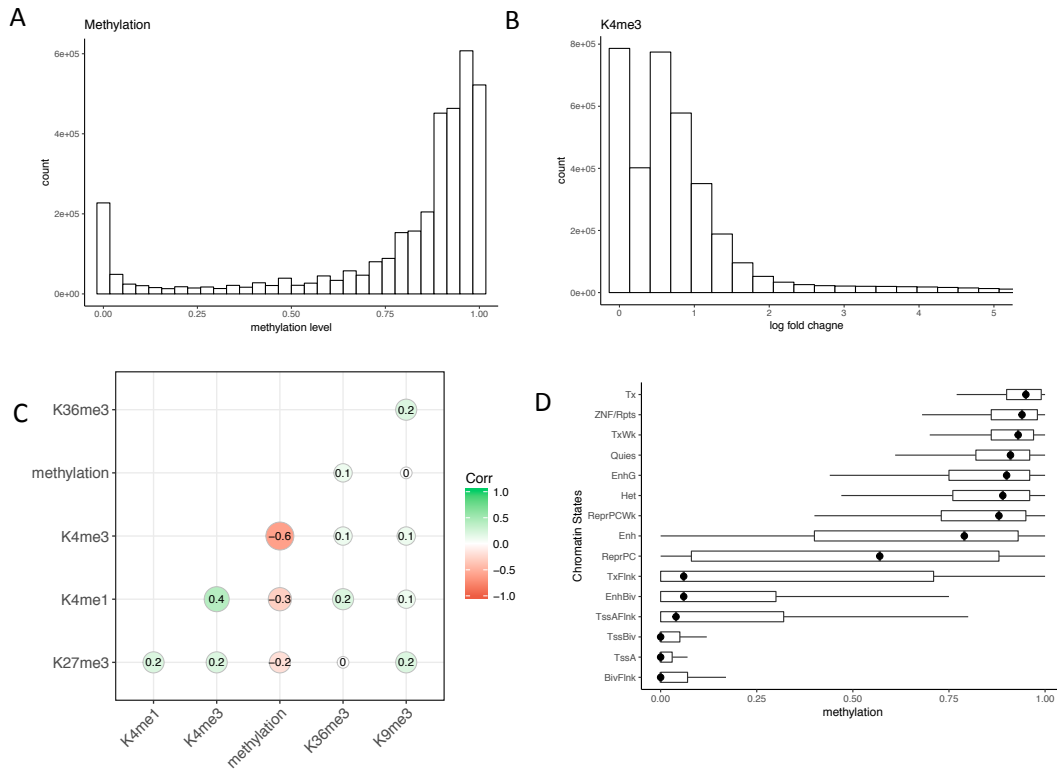 A
Methylation
6e+05
4e+05
2e+05
0e+00
count
0.00 0.25 0.50 0.75 1.00
methylation level
B
K4me3
8e+05
6e+05
4e+05
2e+05
0e+00
count
0 1 2 3 4 5
log fold chagne
C
K36me3
methylation
K4me3
K4me1
K27me3
0.2
0.1 0
−0.6 0.1 0.1
0.4 −0.3 0.2 0.1
0.2 0.2 −0.2 0 0.2
K4me1 K4me3 methylation K36me3 K9me3
Corr
1.0
0.5
0.0
−0.5
−1.0
D
Chromatin States
Tx
ZNF/Rpts
TxWk
Quies
EnhG
Het
ReprPCWk
Enh
ReprPC
TxFlnk
EnhBiv
TssAFlnk
TssBiv
TssA
BivFlnk
0.00 0.25 0.50 0.75 1.00
methylation